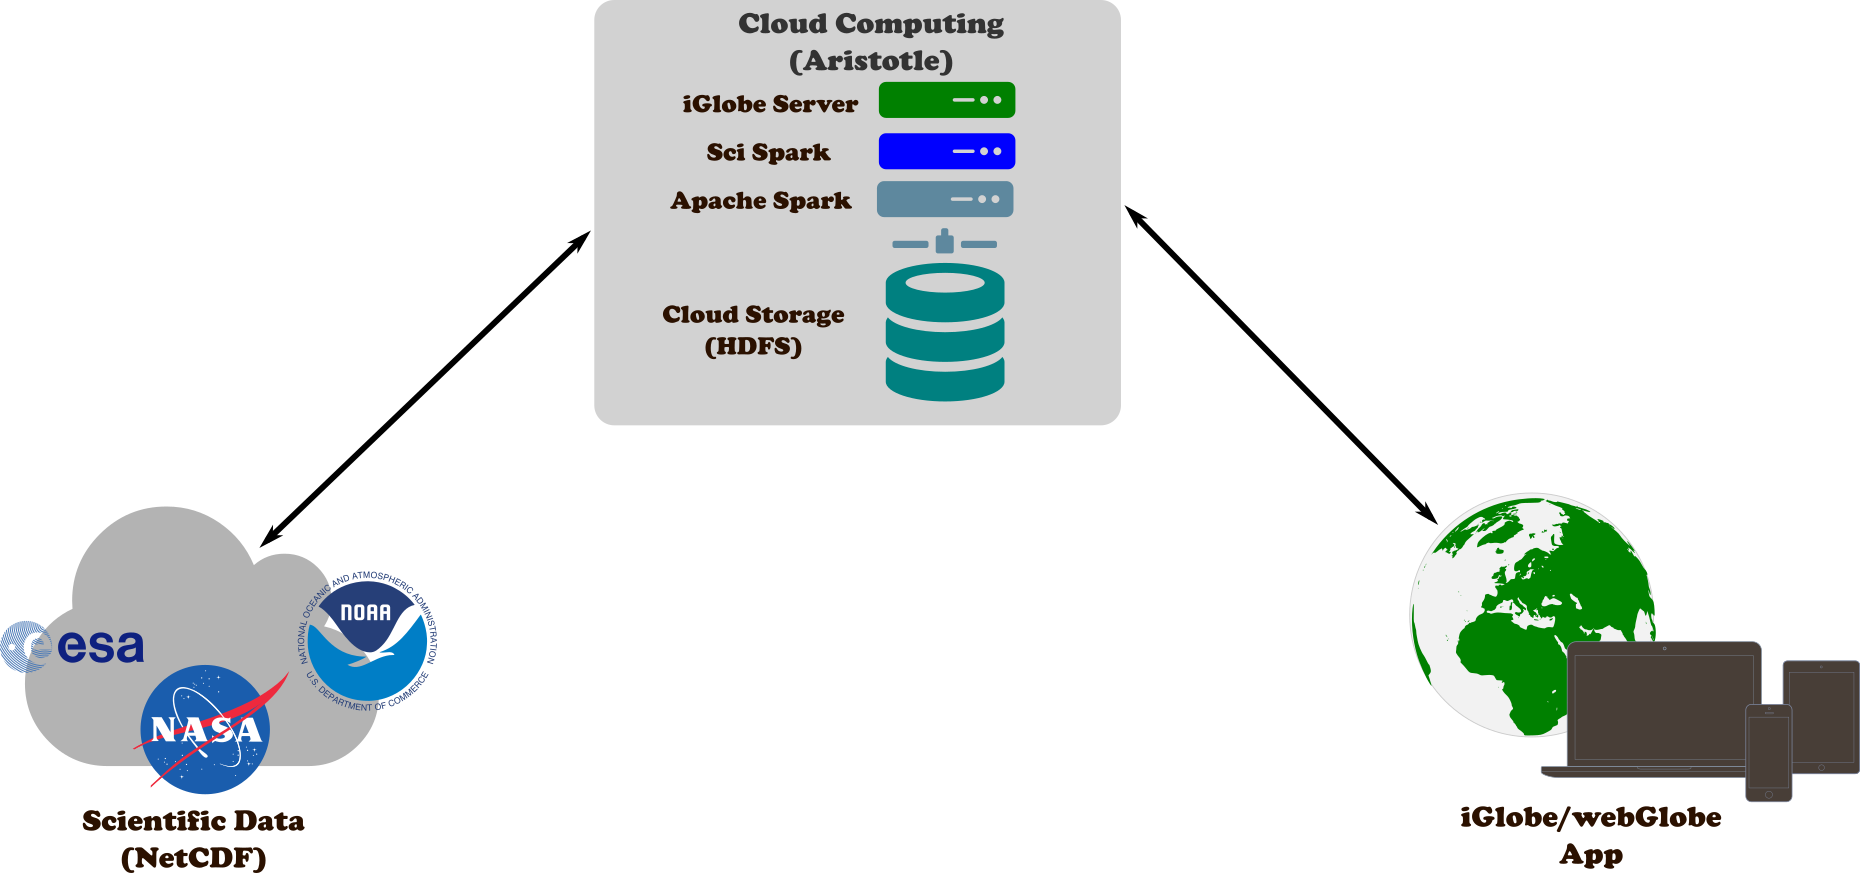 Cloud Computing
(Aristotle)
iGlobe Server
Sci Spark
Apache Spark
Cloud Storage
(HDFS)
esa
NASA
NATIONAL OCEANIC AND ATMOSPHERIC ADMINISTRATION
NOAA
U.S. DEPARTMENT OF COMMERCE
Scientific Data
(NetCDF)
iGlobe/webGlobe
App